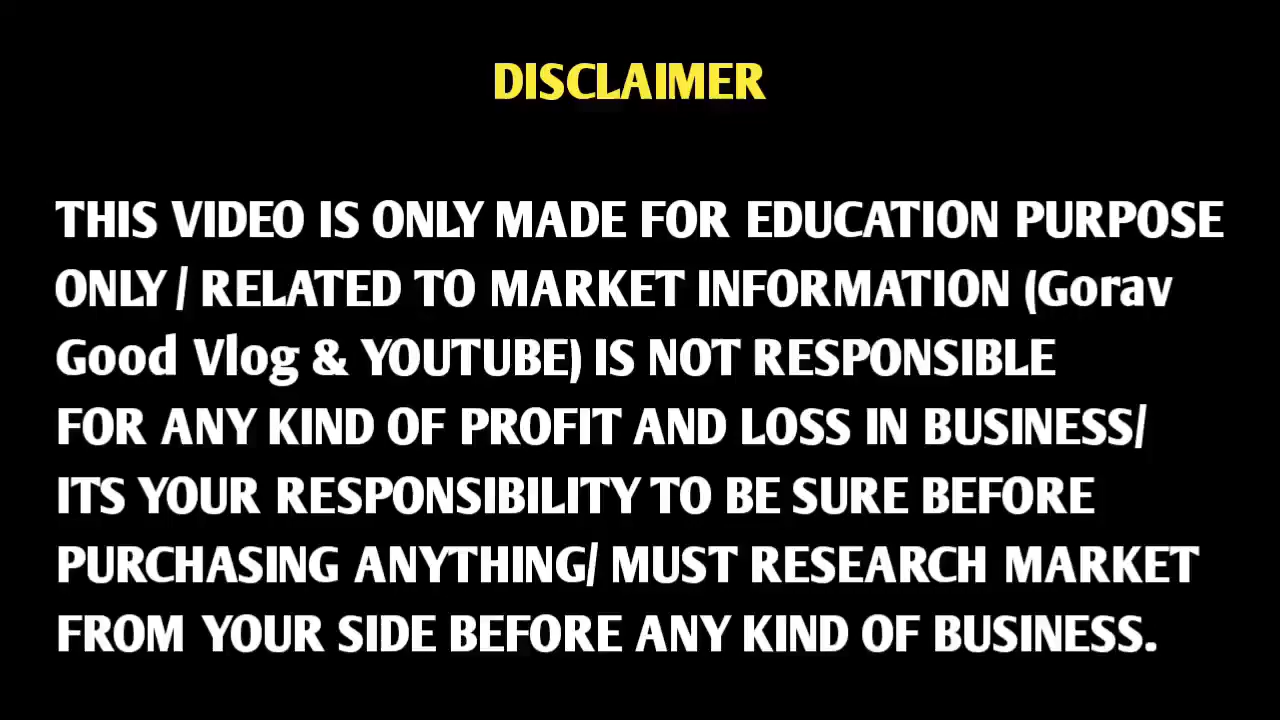 DISCLAIMER
THIS VIDEO IS ONLY MADE FOR EDUCATION PURPOSE
ONLY / RELATED TO MARKET INFORMATION (Gorav
Good Vlog & YOUTUBE) IS NOT RESPONSIBLE
FOR ANY KIND OF PROFIT AND LOSS IN BUSINESS/
ITS YOUR RESPONSIBILITY TO BE SURE BEFORE
PURCHASING ANYTHING/ MUST RESEARCH MARKET
FROM YOUR SIDE BEFORE ANY KIND OF BUSINESS.